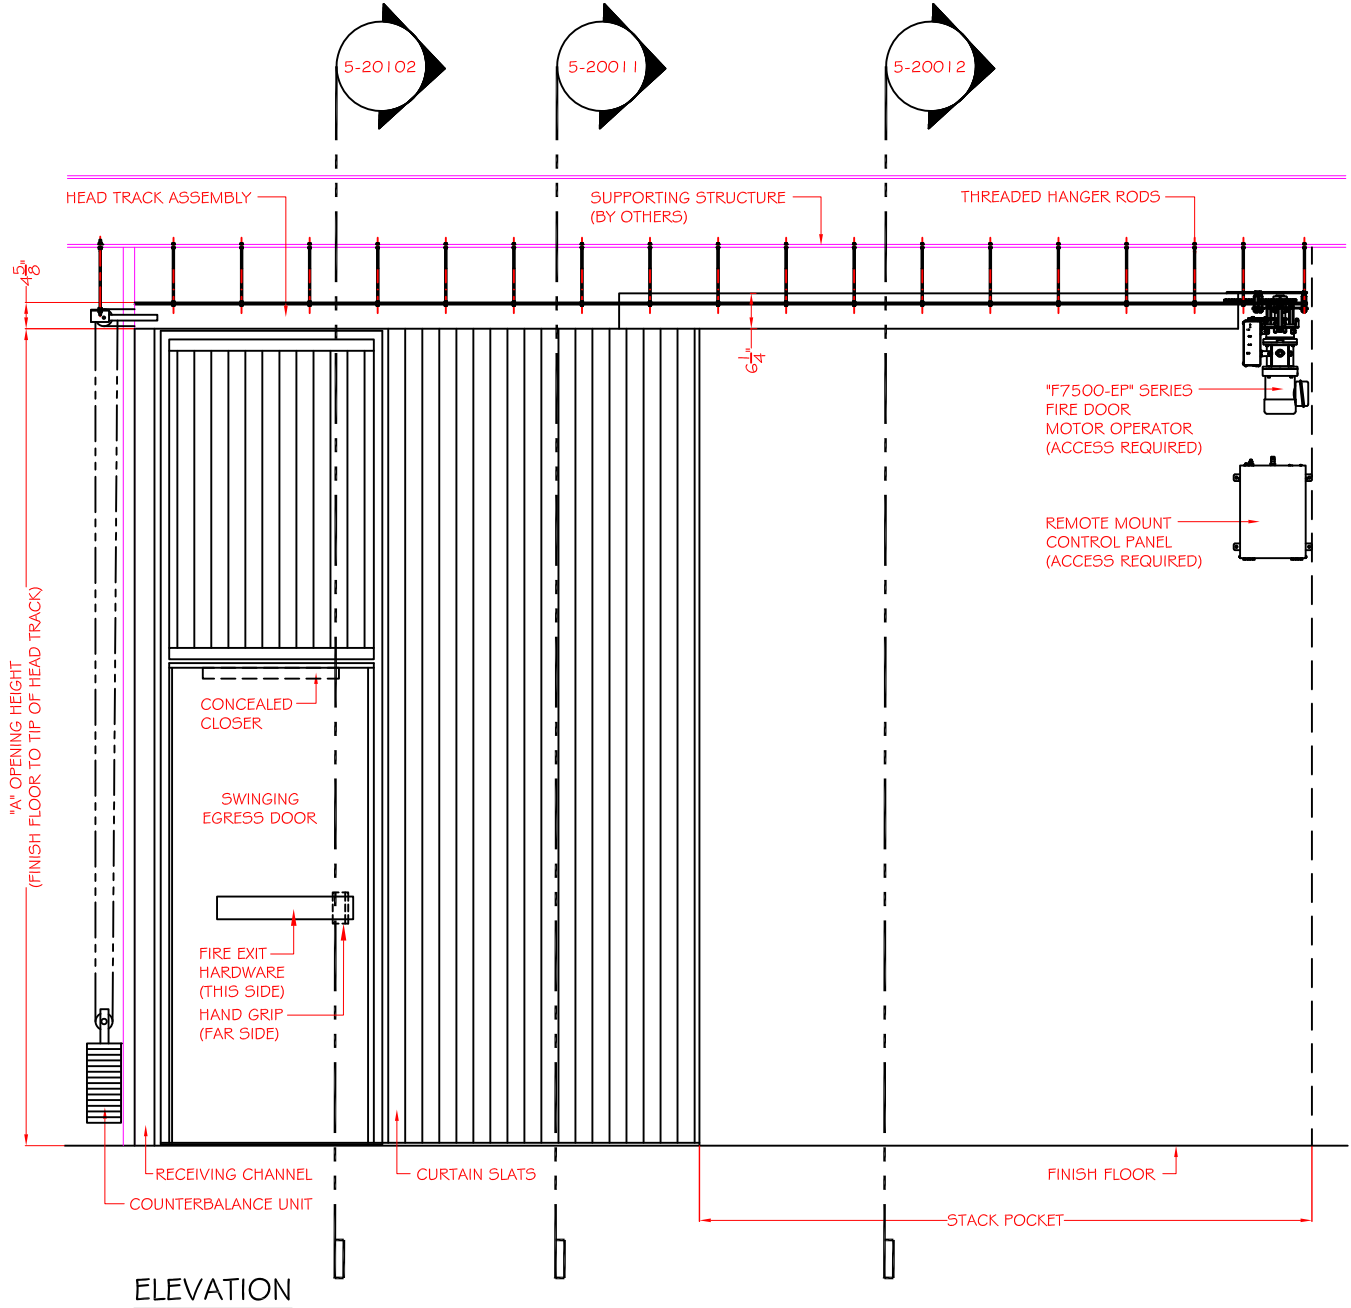 5-20102
5-20011
5-20012
HEAD TRACK ASSEMBLY
SUPPORTING STRUCTURE
(BY OTHERS)
THREADED HANGER RODS
4 5/8"
6 1/4"
"F7500-EP" SERIES
FIRE DOOR
MOTOR OPERATOR
(ACCESS REQUIRED)
REMOTE MOUNT
CONTROL PANEL
(ACCESS REQUIRED)
"A" OPENING HEIGHT
(FINISH FLOOR TO TIP OF HEAD TRACK)
CONCEALED
CLOSER
SWINGING
EGRESS DOOR
FIRE EXIT
HARDWARE
(THIS SIDE)
HAND GRIP
(FAR SIDE)
RECEIVING CHANNEL
CURTAIN SLATS
FINISH FLOOR
COUNTERBALANCE UNIT
STACK POCKET
ELEVATION